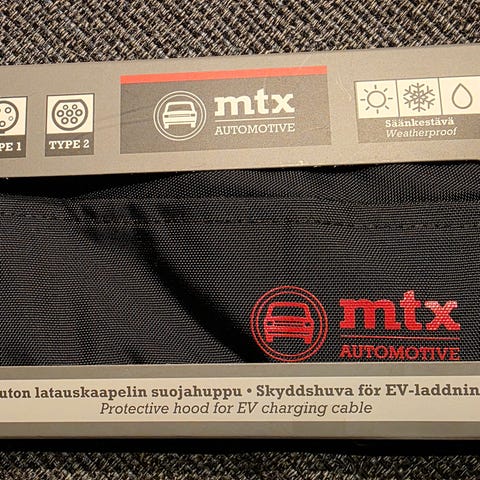 mtx
AUTOMOTIVE
PE 1
TYPE 2
Säänkestävä
Weatherproof
mtx
AUTOMOTIVE
uton latauskaapelin suojahuppu • Skyddshuva för EV-laddnin
Protective hood for EV charging cable